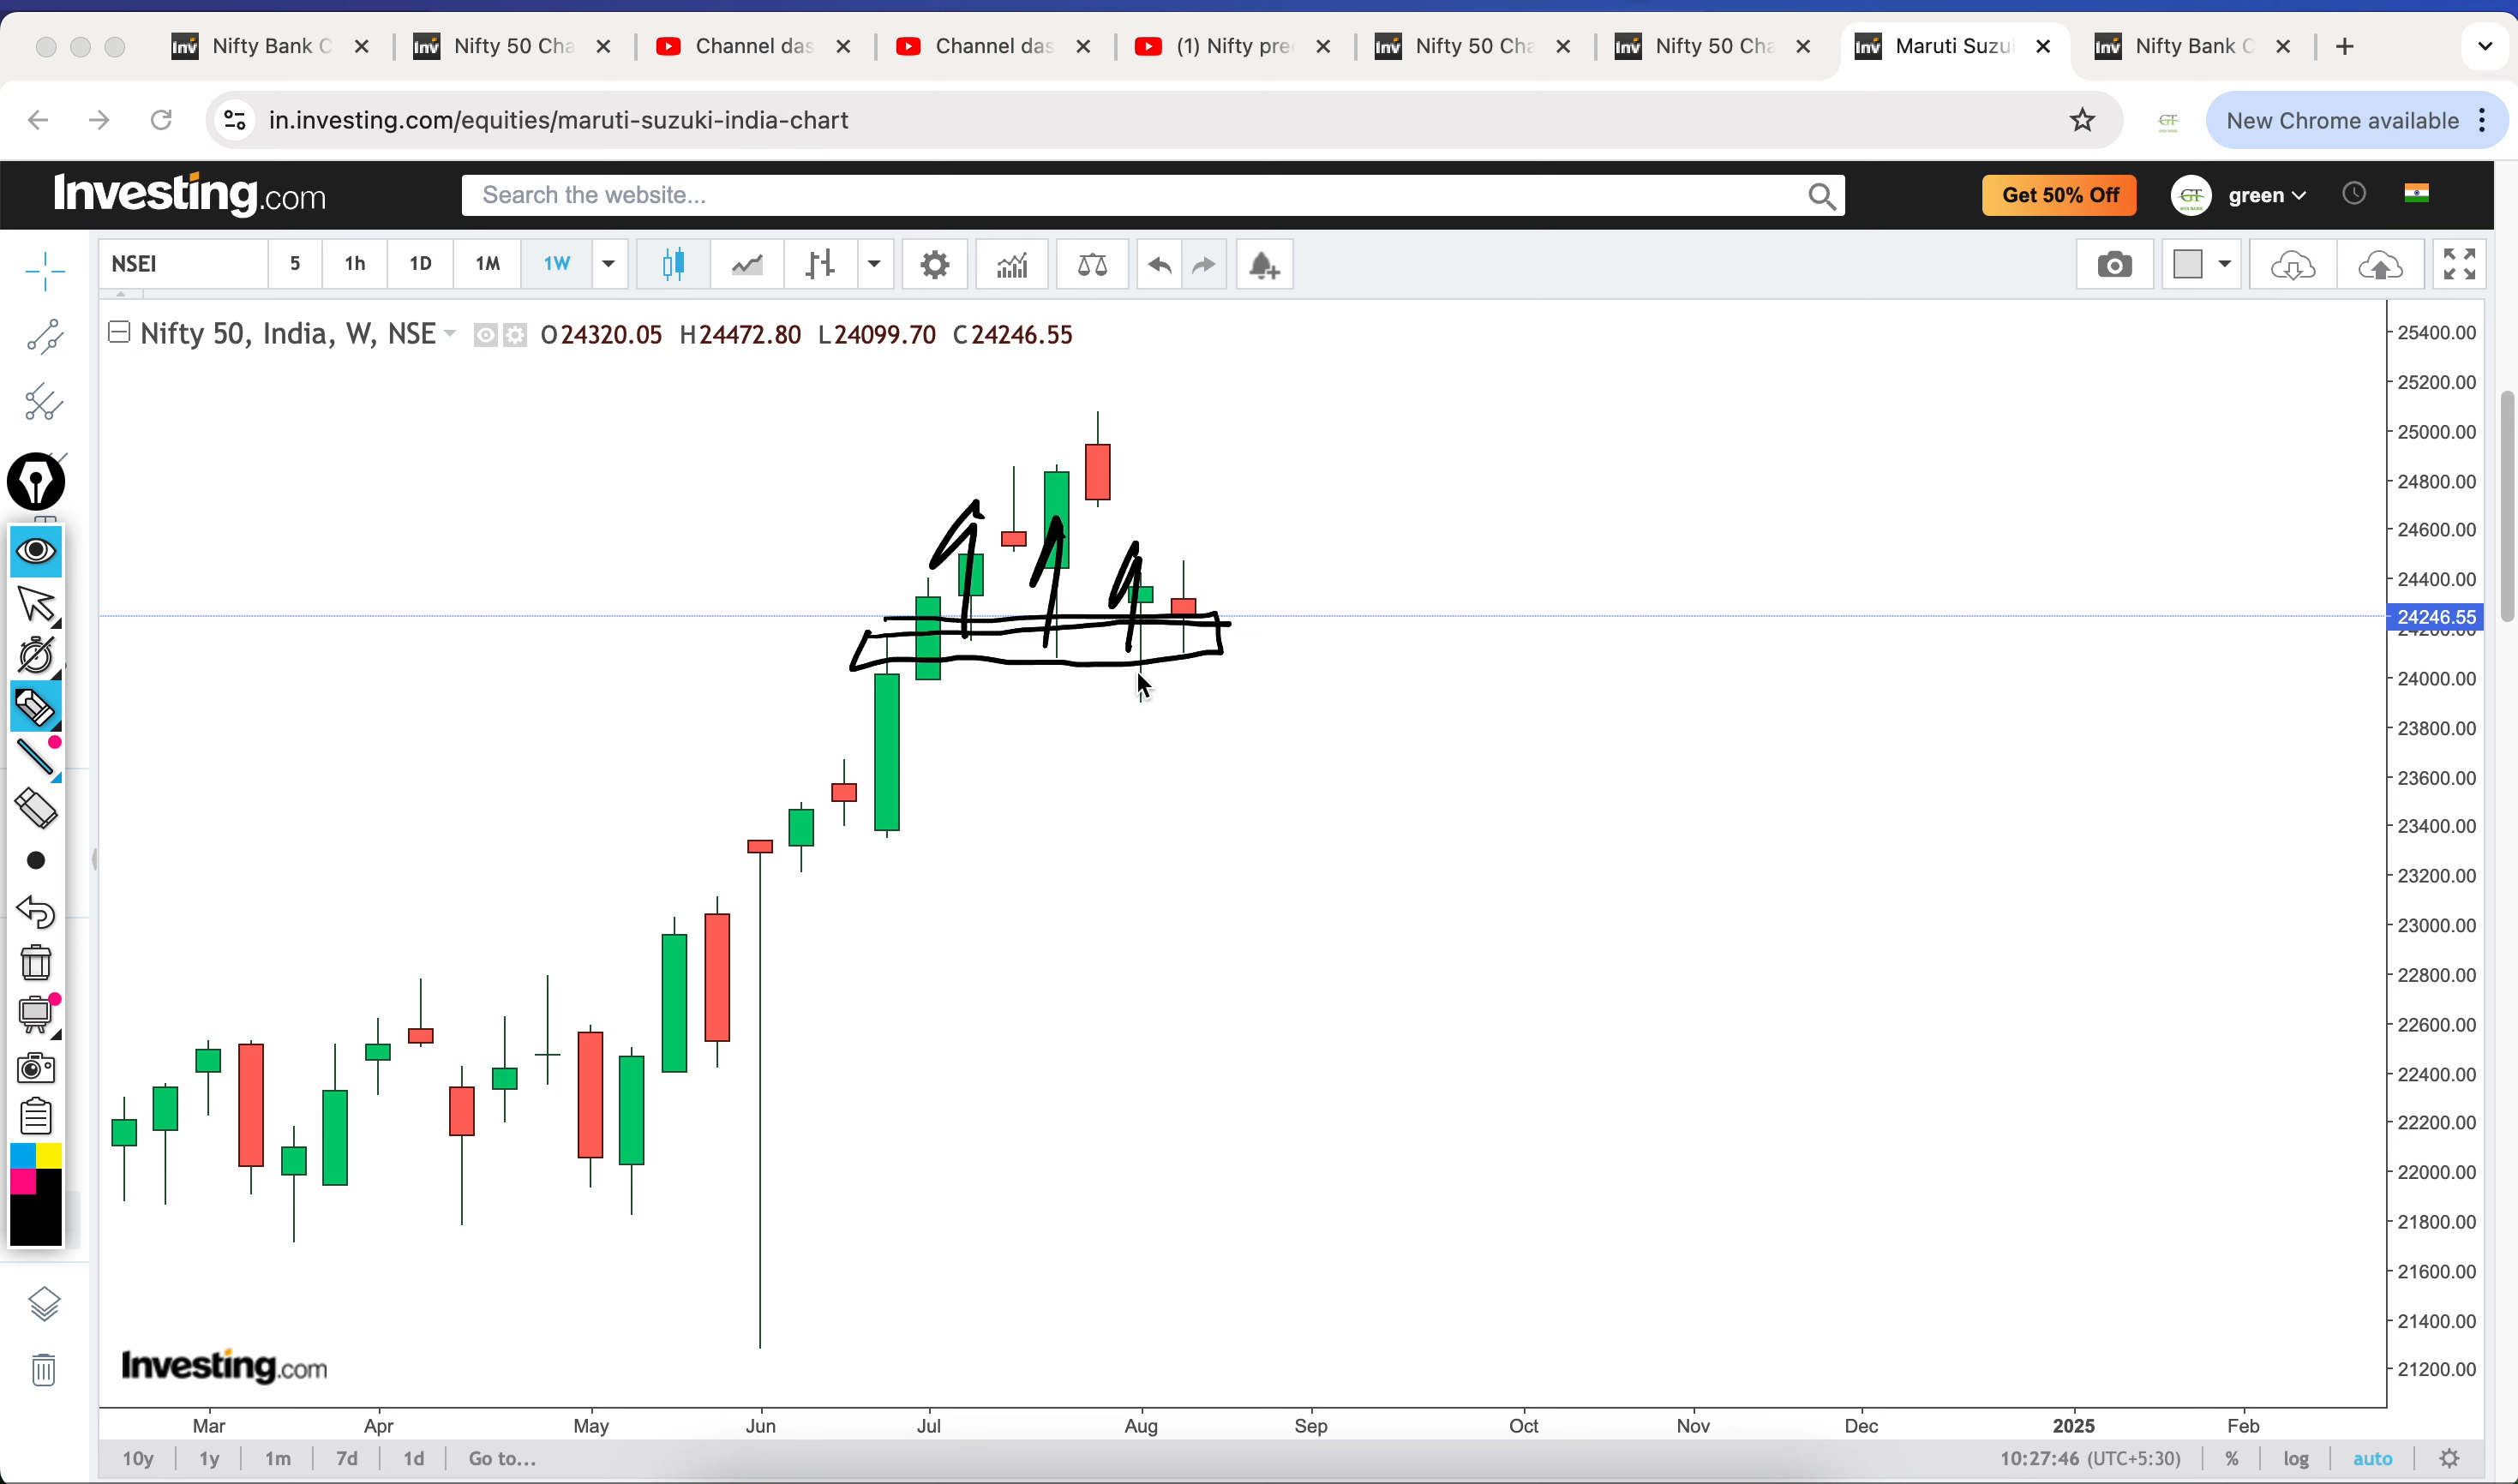 Nifty Bank C
Nifty 50 Cha
Channel das
Channel das
(1) Nifty pre
Nifty 50 Cha
Nifty 50 Cha
Maruti Suzu
Nifty Bank C
in.investing.com/equities/maruti-suzuki-india-chart
New Chrome available
Investing.com
Search the website...
Get 50% Off
green
NSEI
5
1h
1D
1M
1W
Nifty 50, India, W, NSE
O24320.05 H24472.80 L24099.70 C24246.55
25400.00
25200.00
25000.00
24800.00
24600.00
24400.00
24246.55
24200.00
24000.00
23800.00
23600.00
23400.00
23200.00
23000.00
22800.00
22600.00
22400.00
22200.00
22000.00
21800.00
21600.00
21400.00
21200.00
Investing.com
Mar
Apr
May
Jun
Jul
Aug
Sep
Oct
Nov
Dec
2025
Feb
10y
1y
1m
7d
1d
Go to...
10:27:46 (UTC+5:30)
%
log
auto